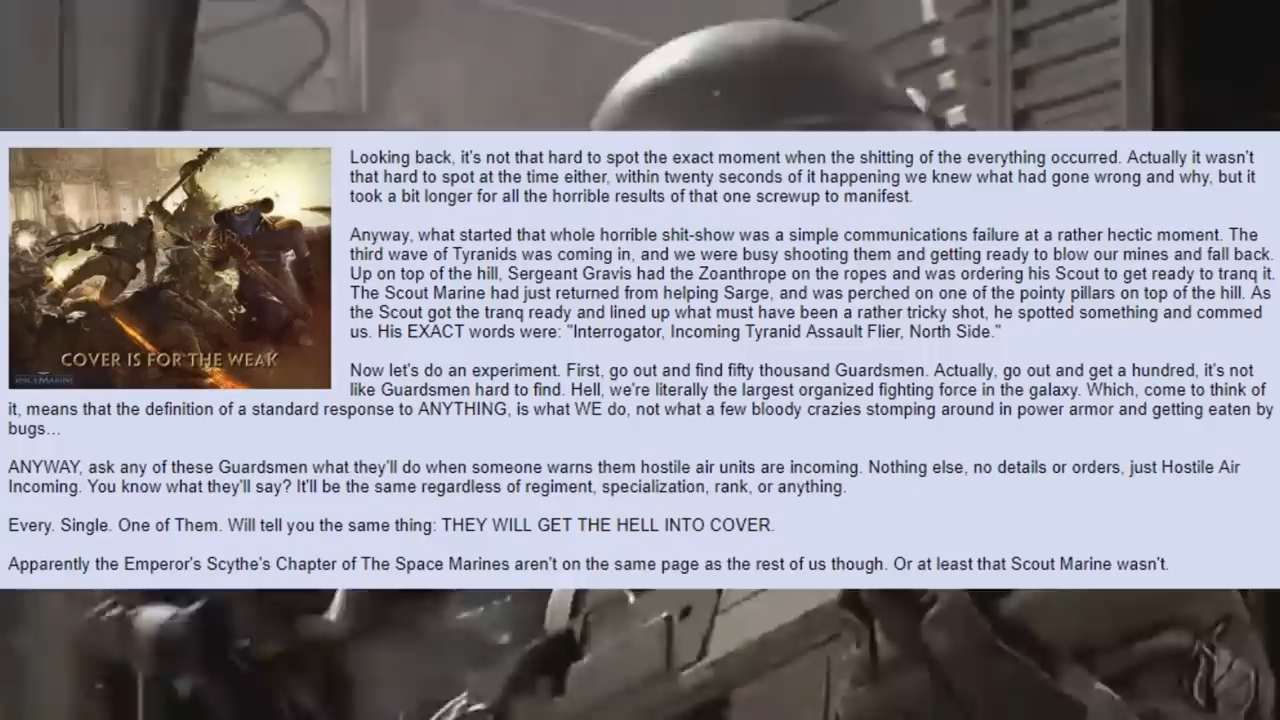 Looking back, it's not that hard to spot the exact moment when the shitting of the everything occurred. Actually it wasn't
that hard to spot at the time either, within twenty seconds of it happening we knew what had gone wrong and why, but it
took a bit longer for all the horrible results of that one screwup to manifest.
Anyway, what started that whole horrible shit-show was a simple communications failure at a rather hectic moment. The
third wave of Tyranids was coming in, and we were busy shooting them and getting ready to blow our mines and fall back.
Up on top of the hill, Sergeant Gravis had the Zoanthrope on the ropes and was ordering his Scout to get ready to tranq it.
The Scout Marine had just returned from helping Sarge, and was perched on one of the pointy pillars on top of the hill. As
the Scout got the tranq ready and lined up what must have been a rather tricky shot, he spotted something and commed
us. His EXACT words were: "Interrogator, Incoming Tyranid Assault Flier, North Side."
COVER IS FOR THE WEAK
SPACE MARINE
Now let's do an experiment. First, go out and find fifty thousand Guardsmen. Actually, go out and get a hundred, it's not
like Guardsmen hard to find. Hell, we're literally the largest organized fighting force in the galaxy. Which, come to think of
it, means that the definition of a standard response to ANYTHING, is what WE do, not what a few bloody crazies stomping around in power armor and getting eaten by
bugs...
ANYWAY, ask any of these Guardsmen what they'll do when someone warns them hostile air units are incoming. Nothing else, no details or orders, just Hostile Air
Incoming. You know what they'll say? It'll be the same regardless of regiment, specialization, rank, or anything.
Every. Single. One of Them. Will tell you the same thing: THEY WILL GET THE HELL INTO COVER.
Apparently the Emperor's Scythe's Chapter of The Space Marines aren't on the same page as the rest of us though. Or at least that Scout Marine wasn't.